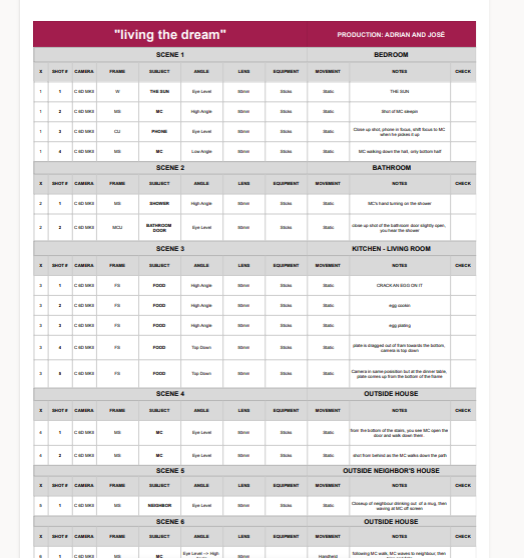 "living the dream" PRODUCTION: ADRIAN AND JOSÉ
SCENE 1 BEDROOM
X SHOT # CAMERA FRAME SUBJECT ANGLE LENS EQUIPMENT MOVEMENT NOTES CHECK
1 1 C 6D MKII W THE SUN Eye Level 50mm Sticks Static THE SUN
1 2 C 6D MKII MS MC High Angle 50mm Sticks Static Shot of MC sleepin
1 3 C 6D MKII CU PHONE Eye Level 50mm Sticks Static Close up shot, phone in focus, shift focus to MC
when he pickes it up
1 4 C 6D MKII MS MC Low Angle 50mm Sticks Static MC walking down the hall, only bottom half
SCENE 2 BATHROOM
X SHOT # CAMERA FRAME SUBJECT ANGLE LENS EQUIPMENT MOVEMENT NOTES CHECK
2 1 C 6D MKII MS SHOWER High Angle 50mm Sticks Static MC's hand turning on the shower
2 2 C 6D MKII MCU BATHROOM
DOOR Eye Level 50mm Sticks Static close up shot of the bathroom door slightly open,
you hear the shower
SCENE 3 KITCHEN - LIVING ROOM
X SHOT # CAMERA FRAME SUBJECT ANGLE LENS EQUIPMENT MOVEMENT NOTES CHECK
3 1 C 6D MKII FS FOOD High Angle 50mm Sticks Static CRACK AN EGG ON IT
3 2 C 6D MKII FS FOOD High Angle 50mm Sticks Static egg cookin
3 3 C 6D MKII FS FOOD High Angle 50mm Sticks Static egg plating
3 4 C 6D MKII FS FOOD Top Down 50mm Sticks Static plate is dragged out of fram towards the bottom,
camera is top down
3 5 C 6D MKII FS FOOD Top Down 50mm Sticks Static Camera in same but at the dinner table,
plate comes up from the bottom of the frame
SCENE 4 OUTSIDE HOUSE
X SHOT # CAMERA FRAME SUBJECT ANGLE LENS EQUIPMENT MOVEMENT NOTES CHECK
4 1 C 6D MKII MS MC Eye Level 50mm Sticks Static from the bottom of the stairs, you see MC open the
door and walk down them
4 2 C 6D MKII MS MC Eye Level 50mm Sticks Static shot from behind as the MC walks down the path
SCENE 5 OUTSIDE NEIGHBOR'S HOUSE
X SHOT # CAMERA FRAME SUBJECT ANGLE LENS EQUIPMENT MOVEMENT NOTES CHECK
5 1 C 6D MKII MS NEIGHBOR Eye Level 50mm Sticks Static Closeup of neighbour drinking out of a mug, then
waving at MC off screen
SCENE 6 OUTSIDE HOUSE
X SHOT # CAMERA FRAME SUBJECT ANGLE LENS EQUIPMENT MOVEMENT NOTES CHECK
6 1 C 6D MKII MS MC Eye Level -> High 50mm Sticks Handheld following MC walk, MC waves to neighbour, then